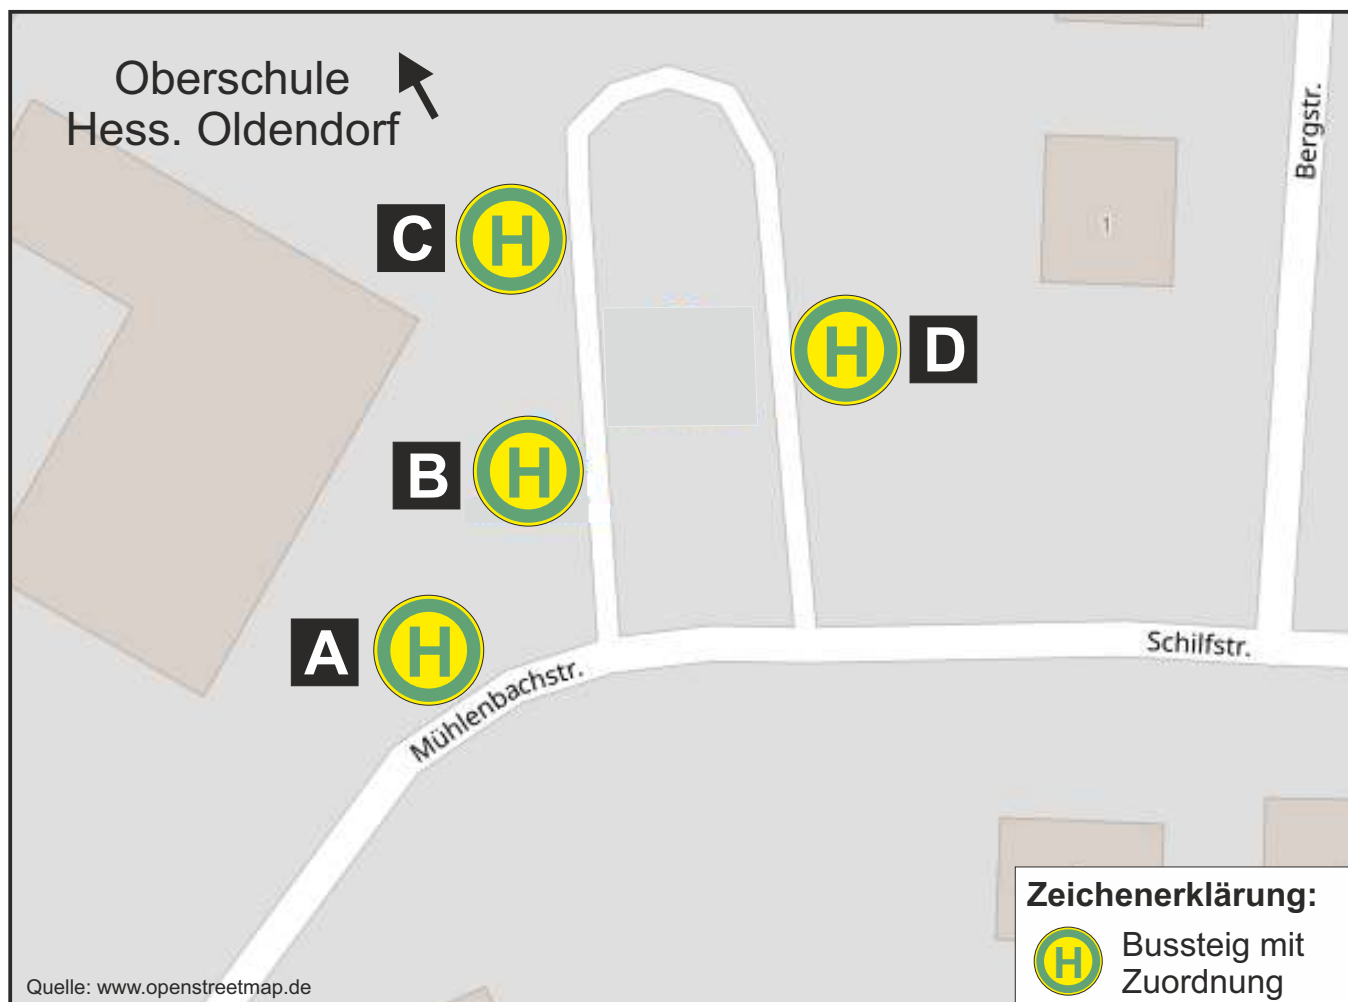 Oberschule
Hess. Oldendorf
Bergstr.
C
H
1
H
D
B
H
A
H
Mühlenbachstr.
Schilfstr.
Zeichenerklärung:
H
Bussteig mit
Zuordnung
Quelle: www.openstreetmap.de